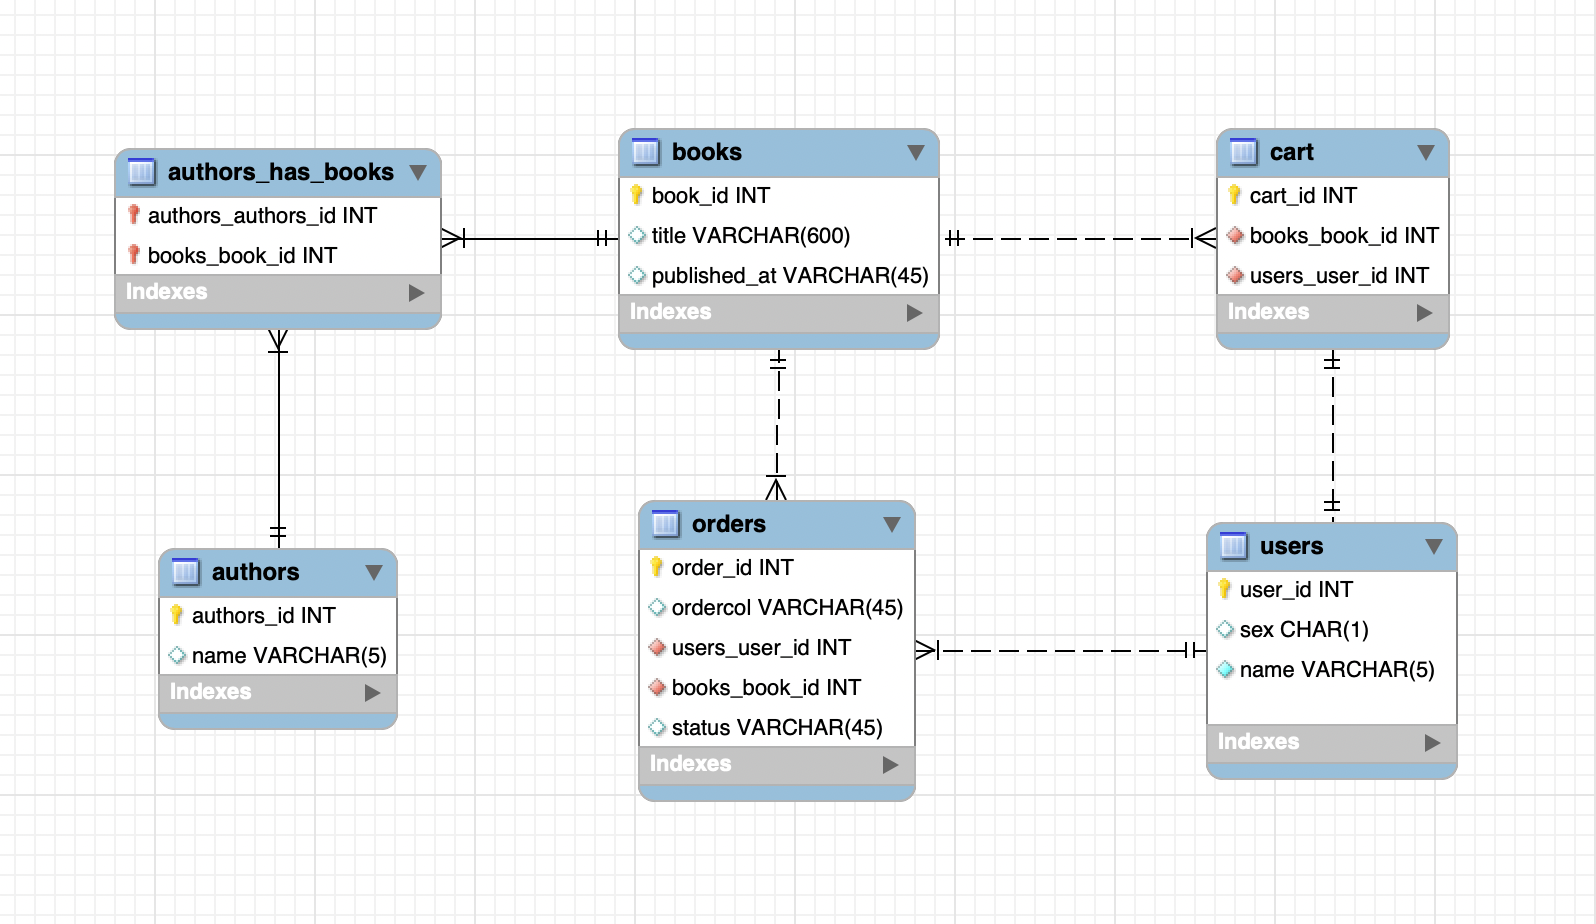 authors_has_books
authors_authors_id INT
books_book_id INT
Indexes
books
book_id INT
title VARCHAR(600)
published_at VARCHAR(45)
Indexes
cart
cart_id INT
books_book_id INT
users_user_id INT
Indexes
authors
authors_id INT
name VARCHAR(5)
Indexes
orders
order_id INT
ordercol VARCHAR(45)
users_user_id INT
books_book_id INT
status VARCHAR(45)
Indexes
users
user_id INT
sex CHAR(1)
name VARCHAR(5)
Indexes